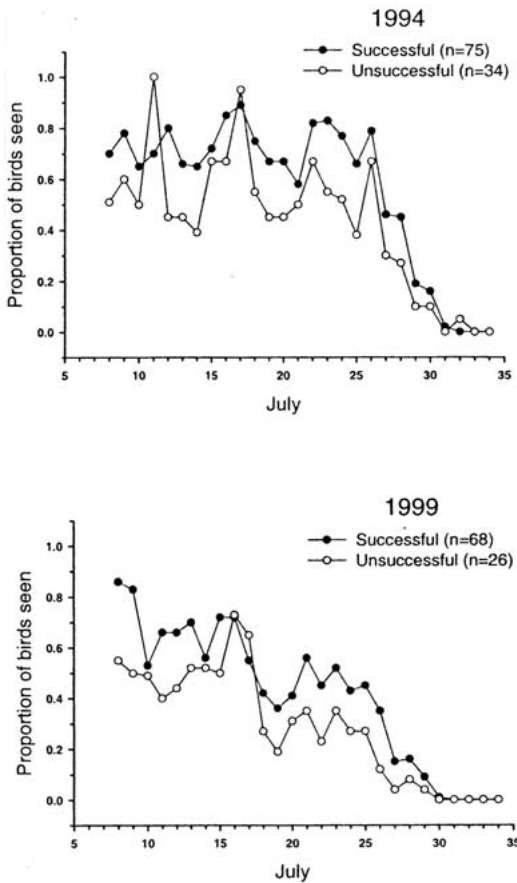 1994
Successful (n=75)
Unsuccessful (n=34)
Proportion of birds seen
1.0
0.8
0.6
0.4
0.2
0.0
5 10 15 20 25 30 35
July
1999
Successful (n=68)
Unsuccessful (n=26)
Proportion of birds seen
1.0
0.8
0.6
0.4
0.2
0.0
5 10 15 20 25 30 35
July